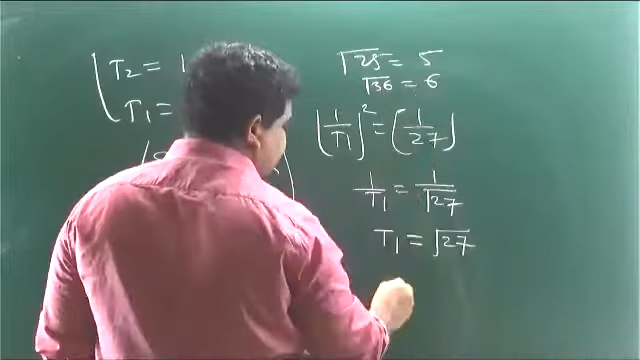 T₂ = 1
T₁ =
√25 = 5
√36 = 6
(1/T₁)² = (1/27)
1/T₁ = 1/√27
T₁ = √27